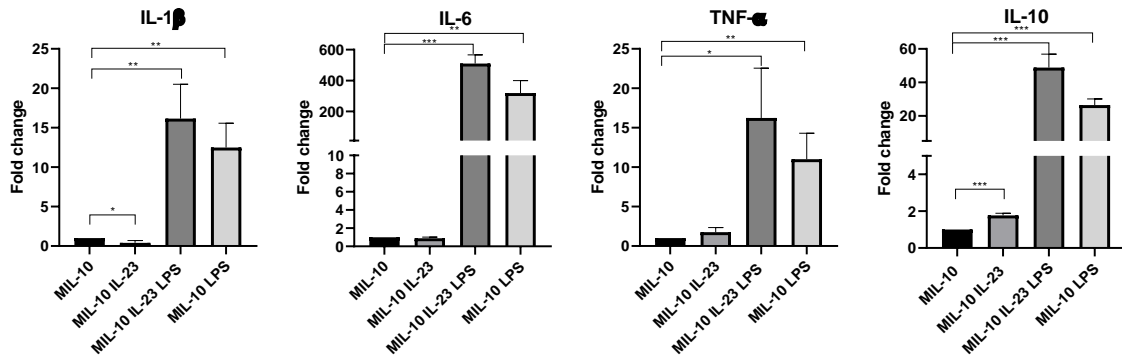 IL-1β
Fold change
25
20
15
10
5
0
**
**
*
MIL-10
MIL-10 IL-23
MIL-10 IL-23 LPS
MIL-10 LPS
IL-6
Fold change
600
400
200
10
8
6
4
2
0
**
***
MIL-10
MIL-10 IL-23
MIL-10 IL-23 LPS
MIL-10 LPS
TNF-α
Fold change
25
20
15
10
5
0
**
*
MIL-10
MIL-10 IL-23
MIL-10 IL-23 LPS
MIL-10 LPS
IL-10
Fold change
60
40
20
4
2
0
***
***
***
MIL-10
MIL-10 IL-23
MIL-10 IL-23 LPS
MIL-10 LPS